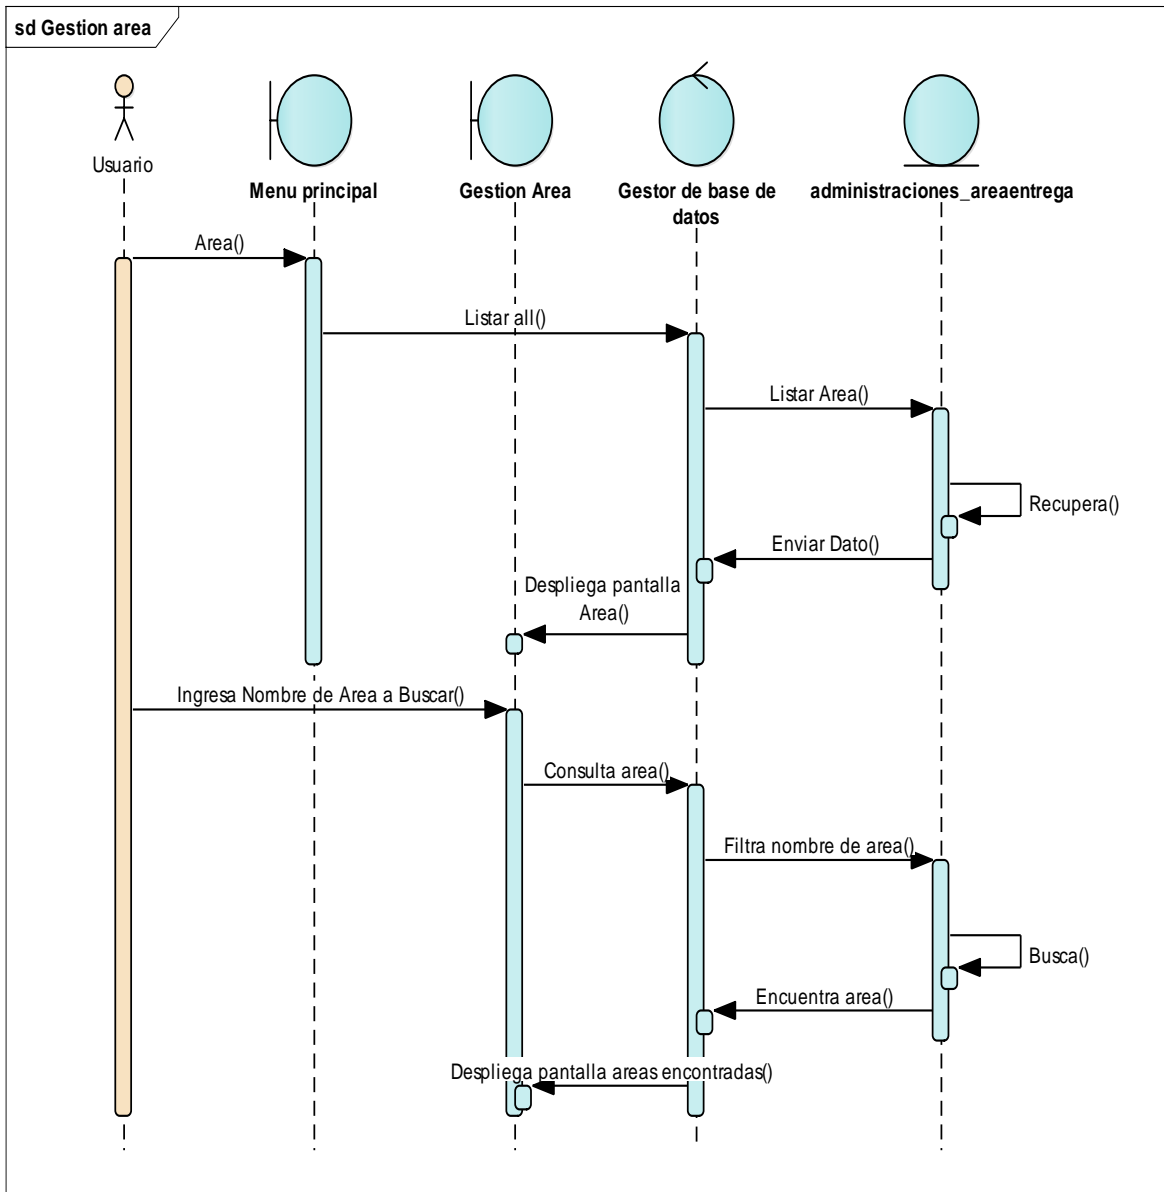 sd Gestion area
Usuario
Menu principal
Gestion Area
Gestor de base de
datos
administraciones_areaentrega
Area()
Listar all()
Listar Area()
Recupera()
Enviar Dato()
Despliega pantalla
Area()
Ingresa Nombre de Area a Buscar()
Consulta area()
Filtra nombre de area()
Busca()
Encuentra area()
Despliega pantalla areas encontradas()